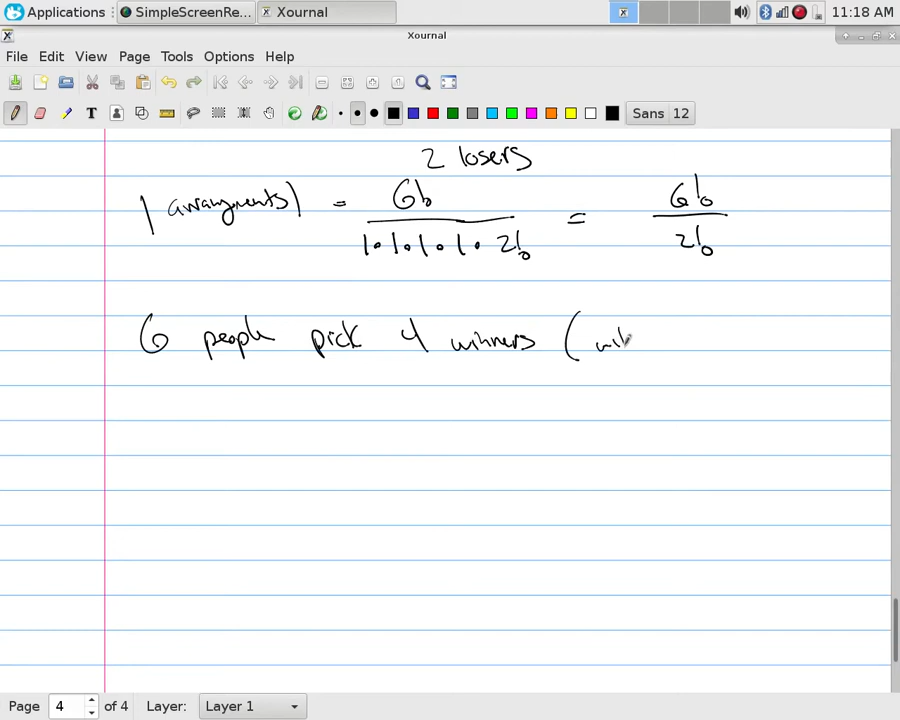 Applications
SimpleScreenRe...
Xournal
11:18 AM
Xournal
File Edit View Page Tools Options Help
Sans 12
2 losers
|arrangments| = 6! / 1·1·1·1·2! = 6! / 2!
6 people pick 4 winners (
Page 4 of 4 Layer: Layer 1